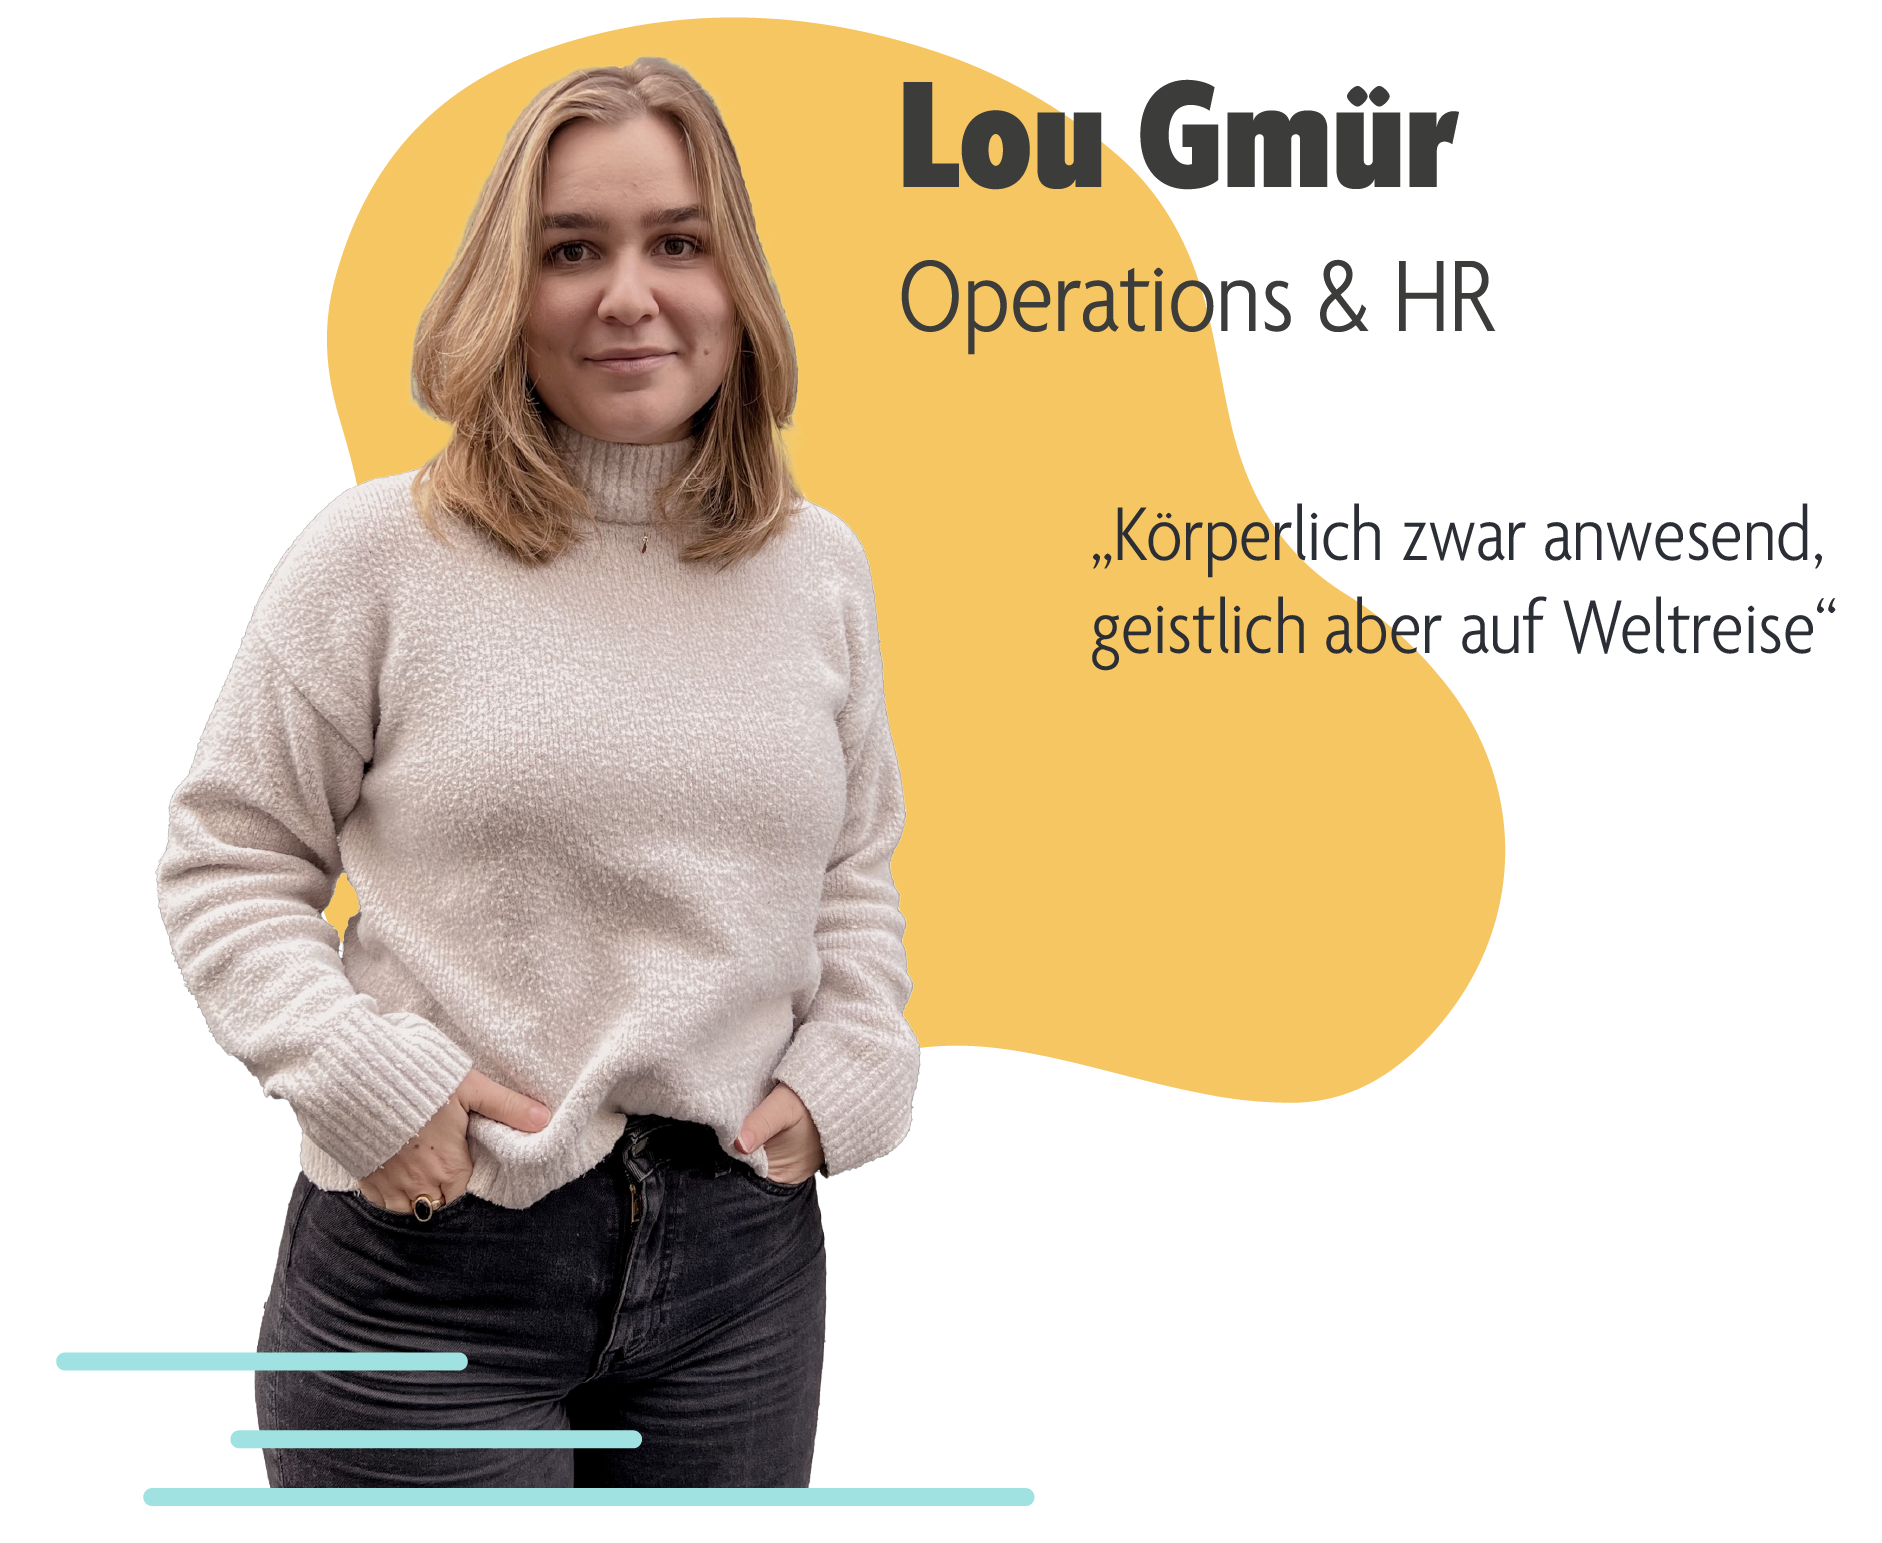 Lou Gmür
Operations & HR
„Körperlich zwar anwesend,
geistlich aber auf Weltreise“